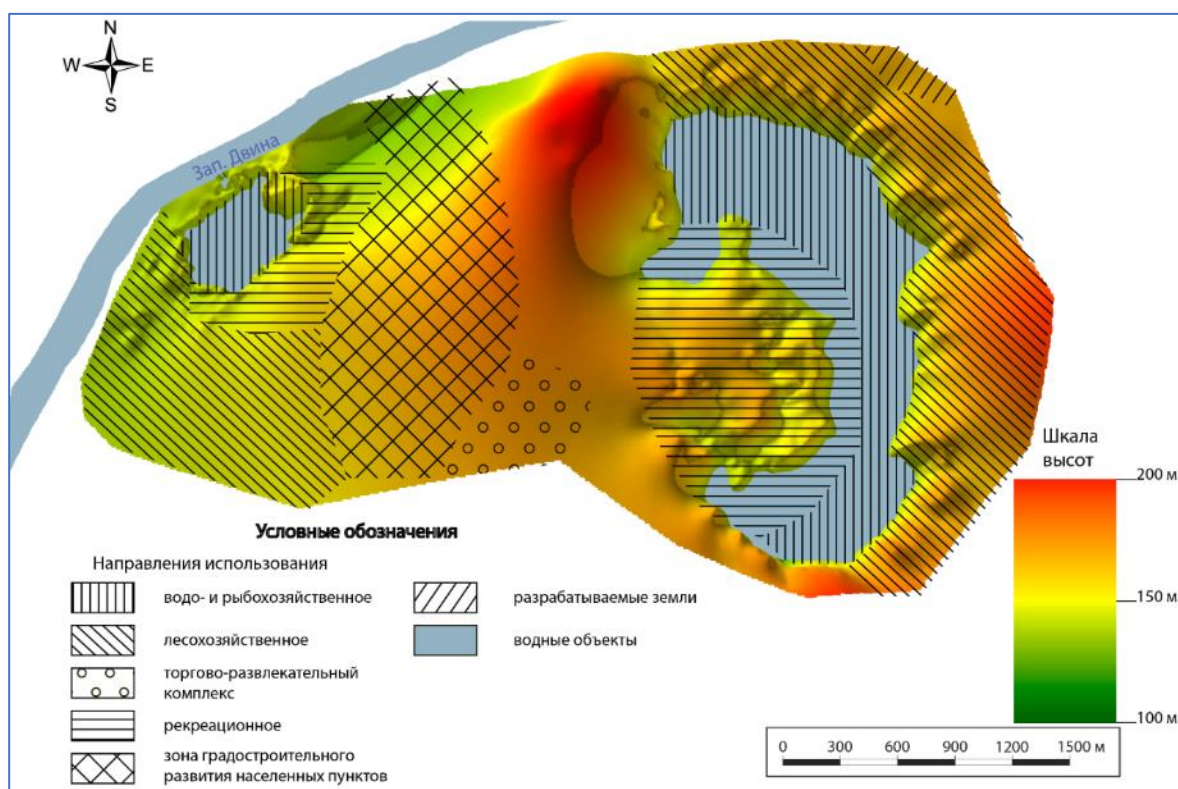 N
W E
S
Зап. Двина
Шкала
высот
200 м
150 м
100 м
Условные обозначения
Направления использования
водо- и рыбохозяйственное
лесохозяйственное
торгово-развлекательный
комплекс
рекреационное
зона градостроительного
развития населенных пунктов
разрабатываемые земли
водные объекты
0 300 600 900 1200 1500 м